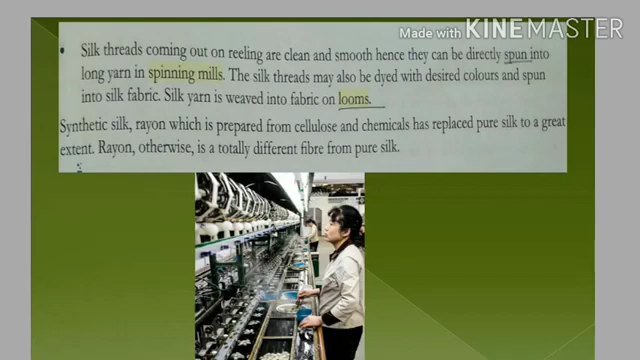 Made with KINEMASTER
• Silk threads coming out on reeling are clean and smooth hence they can be directly spun into
long yarn in spinning mills. The silk threads may also be dyed with desired colours and spun
into silk fabric. Silk yarn is weaved into fabric on looms.
Synthetic silk, rayon which is prepared from cellulose and chemicals has replaced pure silk to a great
extent. Rayon, otherwise, is a totally different fibre from pure silk.